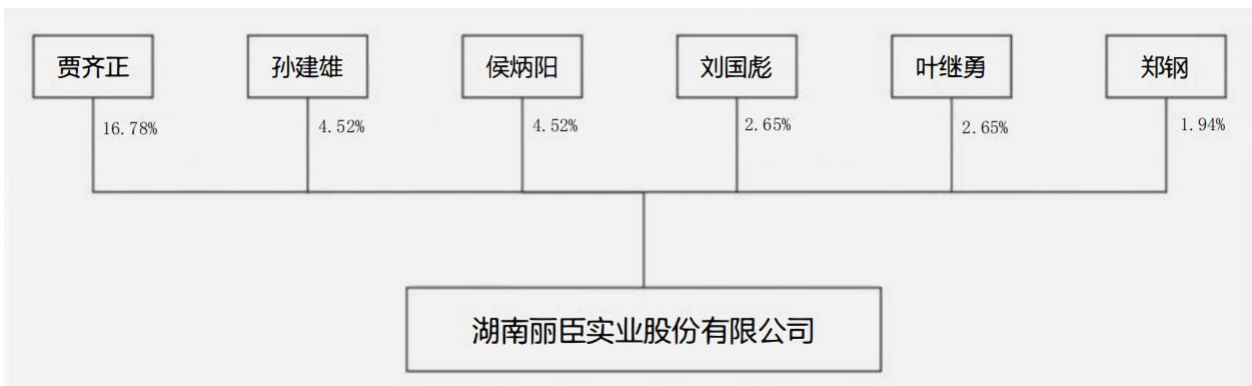 贾齐正
孙建雄
侯炳阳
刘国彪
叶继勇
郑钢
16.78%
4.52%
4.52%
2.65%
2.65%
1.94%
湖南丽臣实业股份有限公司